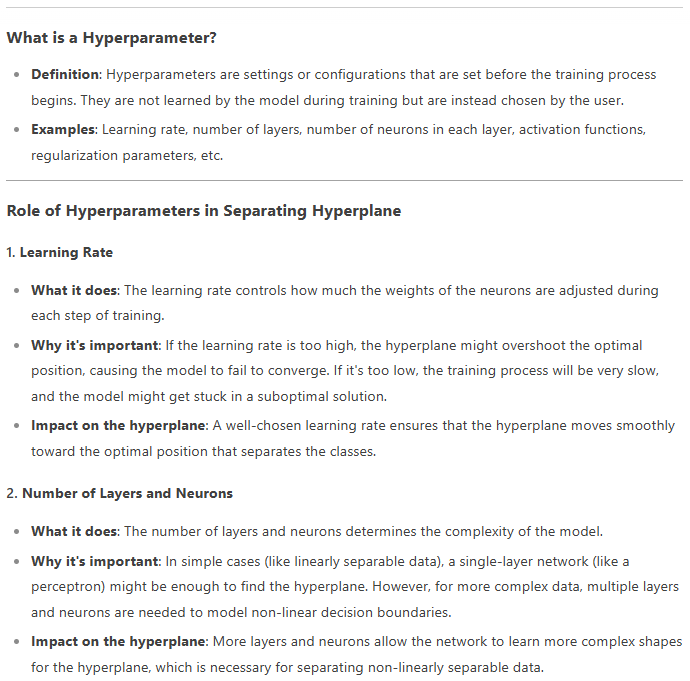 What is a Hyperparameter?
Definition: Hyperparameters are settings or configurations that are set before the training process
begins. They are not learned by the model during training but are instead chosen by the user.
Examples: Learning rate, number of layers, number of neurons in each layer, activation functions,
regularization parameters, etc.
Role of Hyperparameters in Separating Hyperplane
1. Learning Rate
What it does: The learning rate controls how much the weights of the neurons are adjusted during
each step of training.
Why it's important: If the learning rate is too high, the hyperplane might overshoot the optimal
position, causing the model to fail to converge. If it's too low, the training process will be very slow,
and the model might get stuck in a suboptimal solution.
Impact on the hyperplane: A well-chosen learning rate ensures that the hyperplane moves smoothly
toward the optimal position that separates the classes.
2. Number of Layers and Neurons
What it does: The number of layers and neurons determines the complexity of the model.
Why it's important: In simple cases (like linearly separable data), a single-layer network (like a
perceptron) might be enough to find the hyperplane. However, for more complex data, multiple layers
and neurons are needed to model non-linear decision boundaries.
Impact on the hyperplane: More layers and neurons allow the network to learn more complex shapes
for the hyperplane, which is necessary for separating non-linearly separable data.